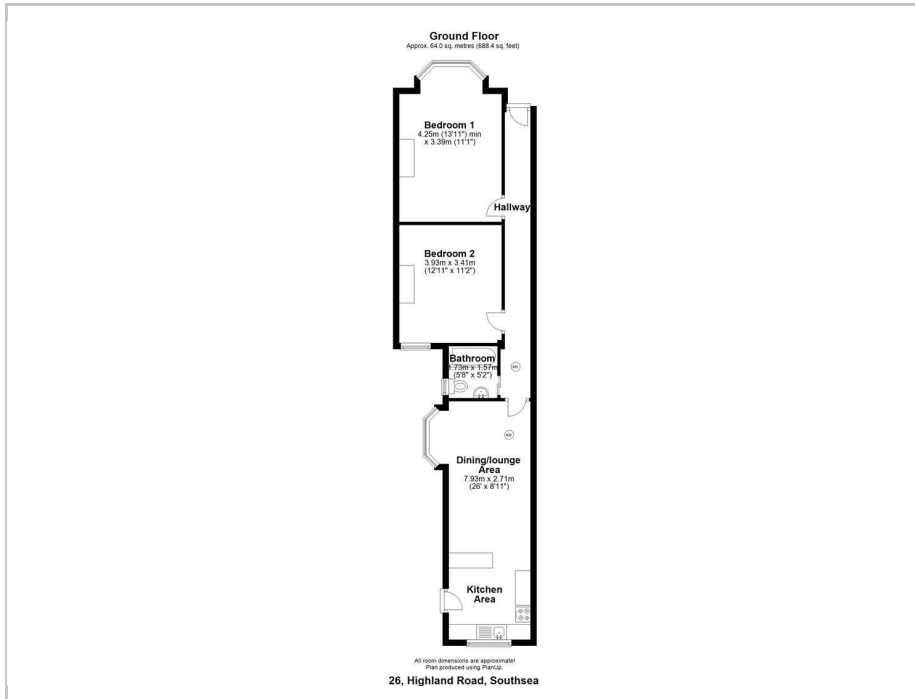 Ground Floor
Approx. 64.0 sq. metres (688.4 sq. feet)
Bedroom 1
4.25m (13'11") min
x 3.39m (11'1")
Hallway
Bedroom 2
3.93m x 3.41m
(12'11" x 11'2")
Bathroom
1.73m x 1.57m
(5'8" x 5'2")
Dining/lounge
Area
7.93m x 2.71m
(26' x 8'11")
Kitchen
Area
All room dimensions are approximate!
Plan produced using PlanUp.
26, Highland Road, Southsea